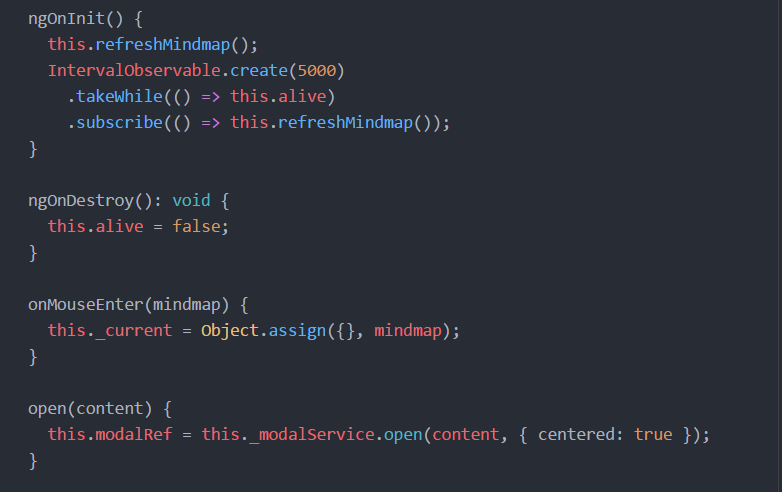 ngOnInit() {
  this.refreshMindmap();
  IntervalObservable.create(5000)
    .takeWhile(() => this.alive)
    .subscribe(() => this.refreshMindmap());
}

ngOnDestroy(): void {
  this.alive = false;
}

onMouseEnter(mindmap) {
  this._current = Object.assign({}, mindmap);
}

open(content) {
  this.modalRef = this._modalService.open(content, { centered: true });
}